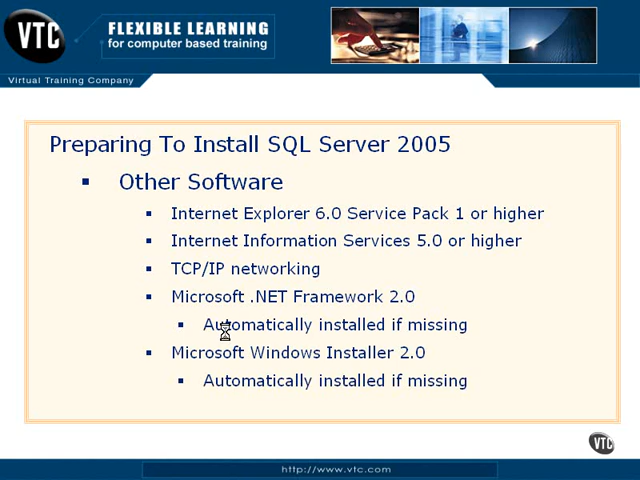 VTC
FLEXIBLE LEARNING
for computer based training
Virtual Training Company
Preparing To Install SQL Server 2005
Other Software
Internet Explorer 6.0 Service Pack 1 or higher
Internet Information Services 5.0 or higher
TCP/IP networking
Microsoft .NET Framework 2.0
Automatically installed if missing
Microsoft Windows Installer 2.0
Automatically installed if missing
VTC
http://www.vtc.com